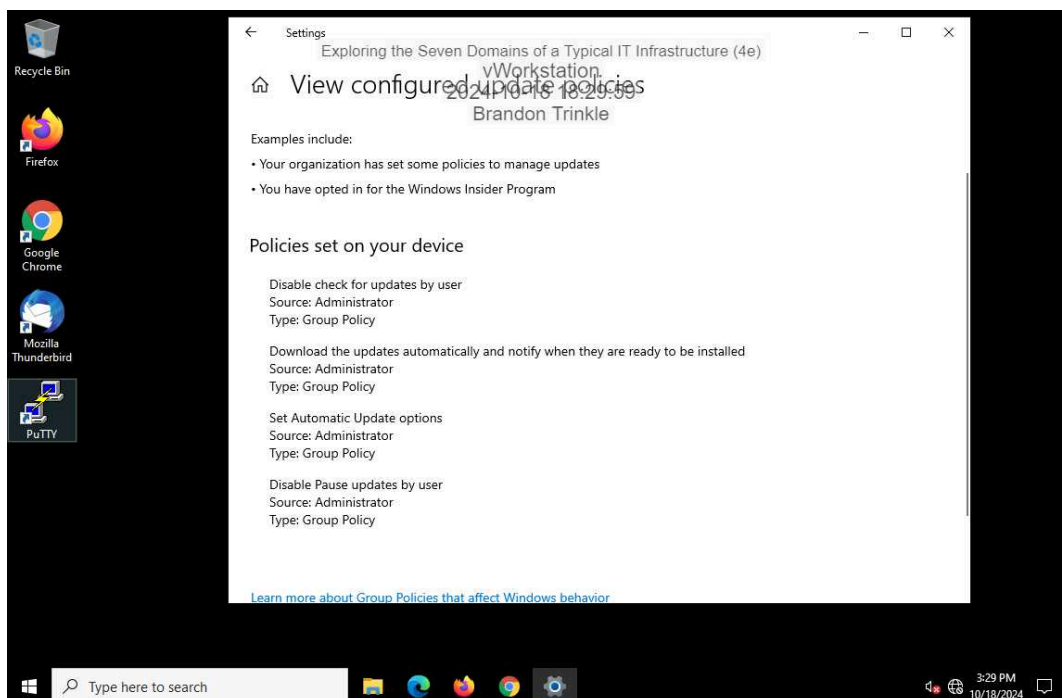 Recycle Bin
Firefox
Google
Chrome
Mozilla
Thunderbird
PuTTY
Settings
Exploring the Seven Domains of a Typical IT Infrastructure (4e)
vWorkstation
View configured update policies
2024-10-18 18:29:59
Brandon Trinkle
Examples include:
• Your organization has set some policies to manage updates
• You have opted in for the Windows Insider Program
Policies set on your device
Disable check for updates by user
Source: Administrator
Type: Group Policy
Download the updates automatically and notify when they are ready to be installed
Source: Administrator
Type: Group Policy
Set Automatic Update options
Source: Administrator
Type: Group Policy
Disable Pause updates by user
Source: Administrator
Type: Group Policy
Learn more about Group Policies that affect Windows behavior
Type here to search
3:29 PM
10/18/2024